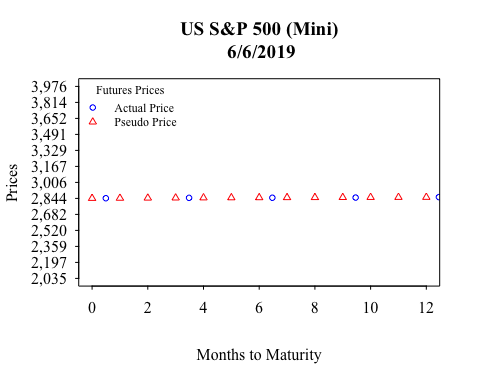 US S&P 500 (Mini)
6/6/2019
Futures Prices
Actual Price
Pseudo Price
Prices
3,976
3,814
3,652
3,491
3,329
3,167
3,006
2,844
2,682
2,520
2,359
2,197
2,035
0 2 4 6 8 10 12
Months to Maturity